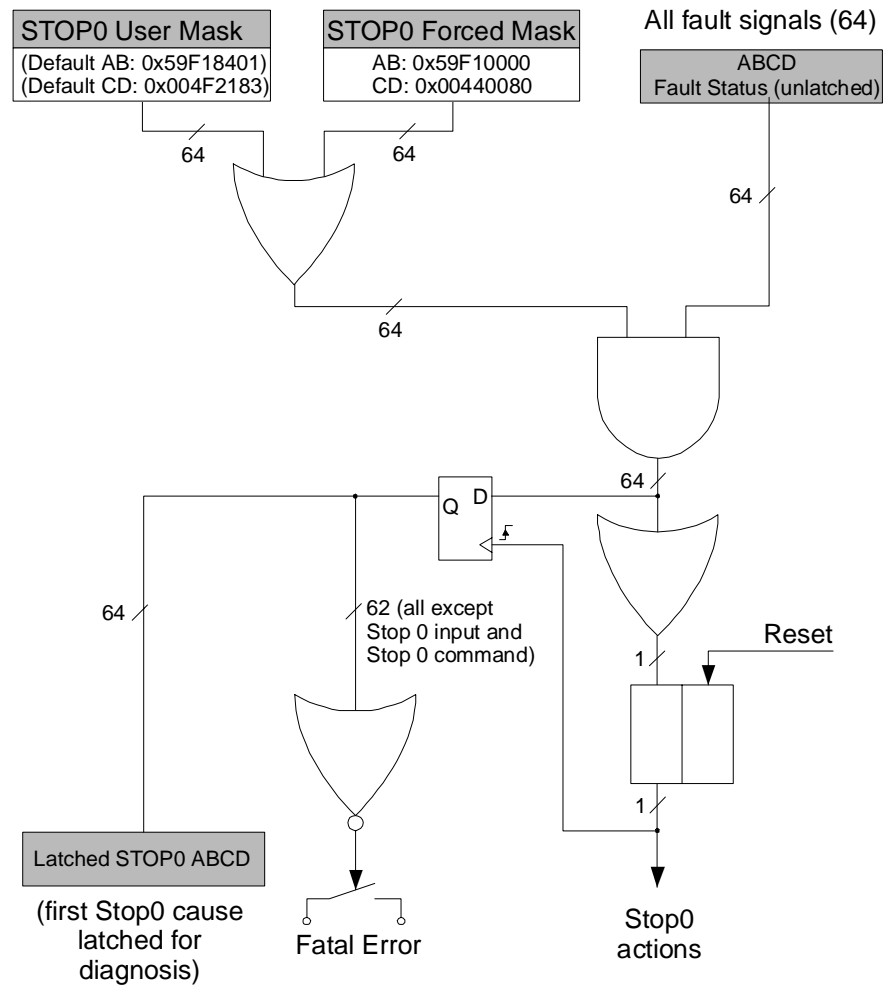 STOP0 User Mask
(Default AB: 0x59F18401)
(Default CD: 0x004F2183)
STOP0 Forced Mask
AB: 0x59F10000
CD: 0x00440080
All fault signals (64)
ABCD
Fault Status (unlatched)
64
64
64
64
64
Q D
64
62 (all except
Stop 0 input and
Stop 0 command)
1
Reset
1
Latched STOP0 ABCD
(first Stop0 cause
latched for
diagnosis)
Fatal Error
Stop0
actions